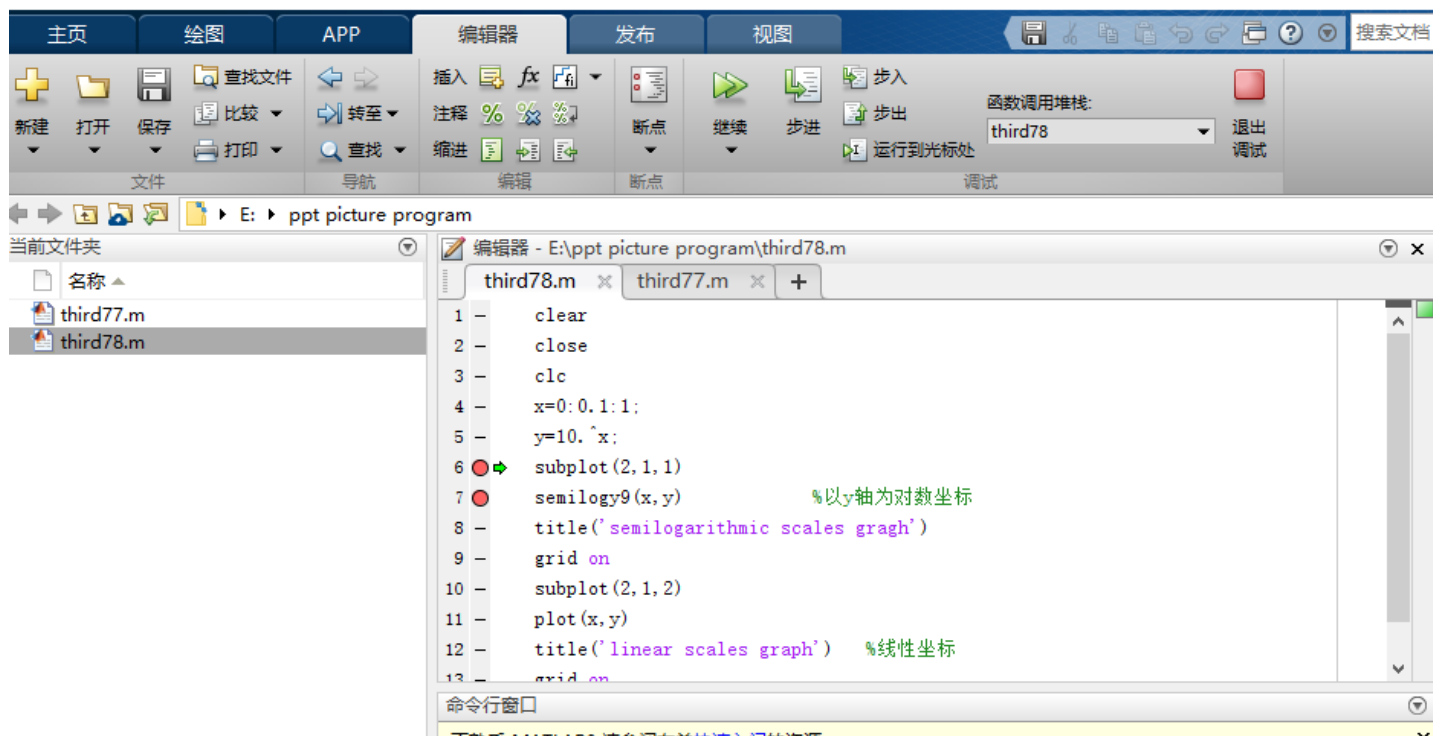 主页 绘图 APP 编辑器 发布 视图 搜索文档
新建 打开 保存 查找文件 比较 打印 转至 查找 插入 fx fi 注释 缩进 断点 继续 步进 步入 步出 运行到光标处 函数调用堆栈: third78 退出调试
文件 导航 编辑 断点 调试
E: ppt picture program
当前文件夹
名称
third77.m
third78.m
编辑器 - E:\ppt picture program\third78.m
third78.m third77.m +
1 – clear
2 – close
3 – clc
4 – x=0:0.1:1;
5 – y=10.^x;
6 subplot(2,1,1)
7 semilogy9(x,y) %以y轴为对数坐标
8 – title('semilogarithmic scales gragh')
9 – grid on
10 – subplot(2,1,2)
11 – plot(x,y)
12 – title('linear scales graph') %线性坐标
13 – grid on
命令行窗口